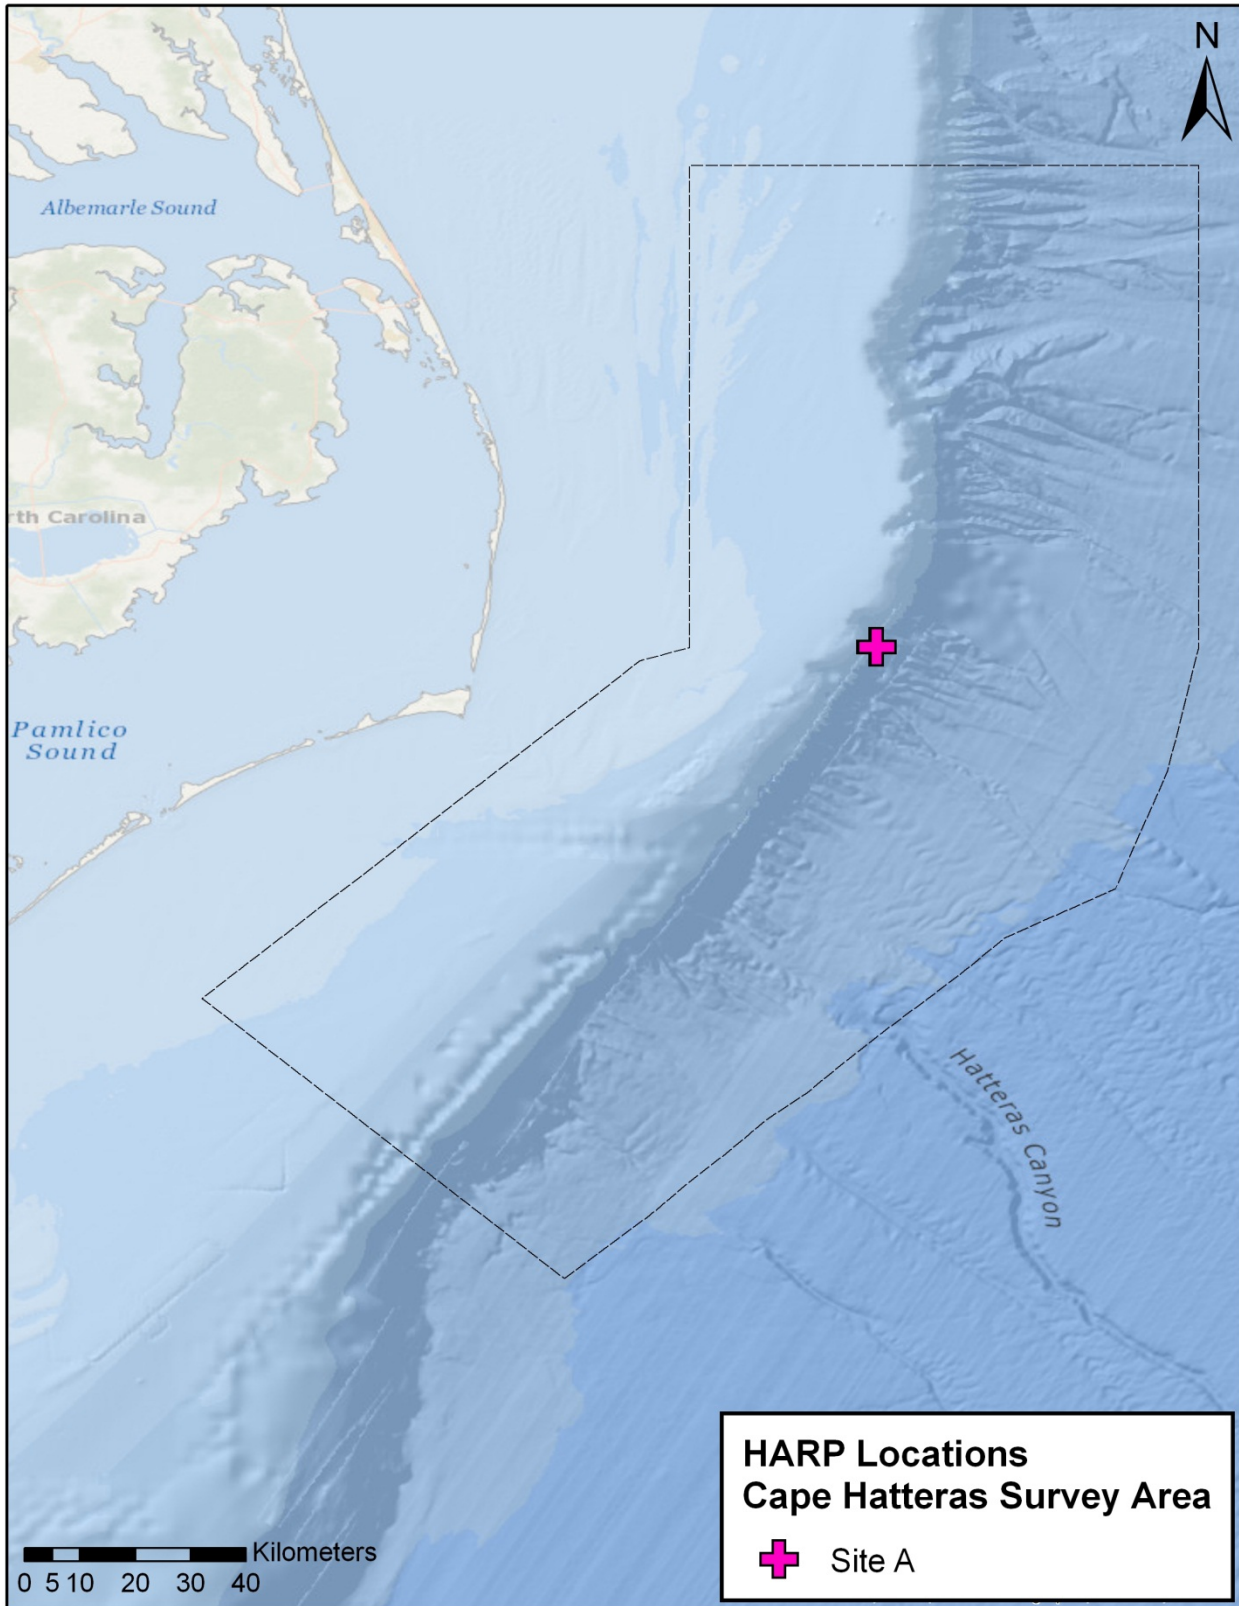 N
Albemarle Sound
rth Carolina
Pamlico
Sound
Hatteras Canyon
HARP Locations
Cape Hatteras Survey Area
Site A
Kilometers
0 5 10 20 30 40